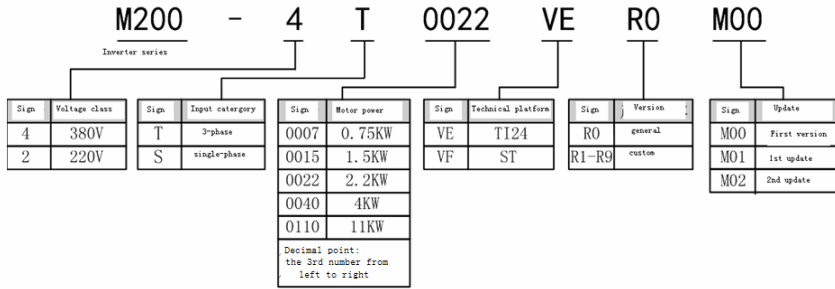 M200 - 4 T 0022 VE R0 M00
Inverter series
Sign Voltage class
4 380V
2 220V
Sign Input catergory
T 3-phase
S single-phase
Sign Motor power
0007 0.75KW
0015 1.5KW
0022 2.2KW
0040 4KW
0110 11KW
Decimal point:
the 3rd number from
left to right
Sign Technical platform
VE TI24
VF ST
Sign Version
R0 general
R1-R9 custom
Sign Update
M00 First version
M01 1st update
M02 2nd update